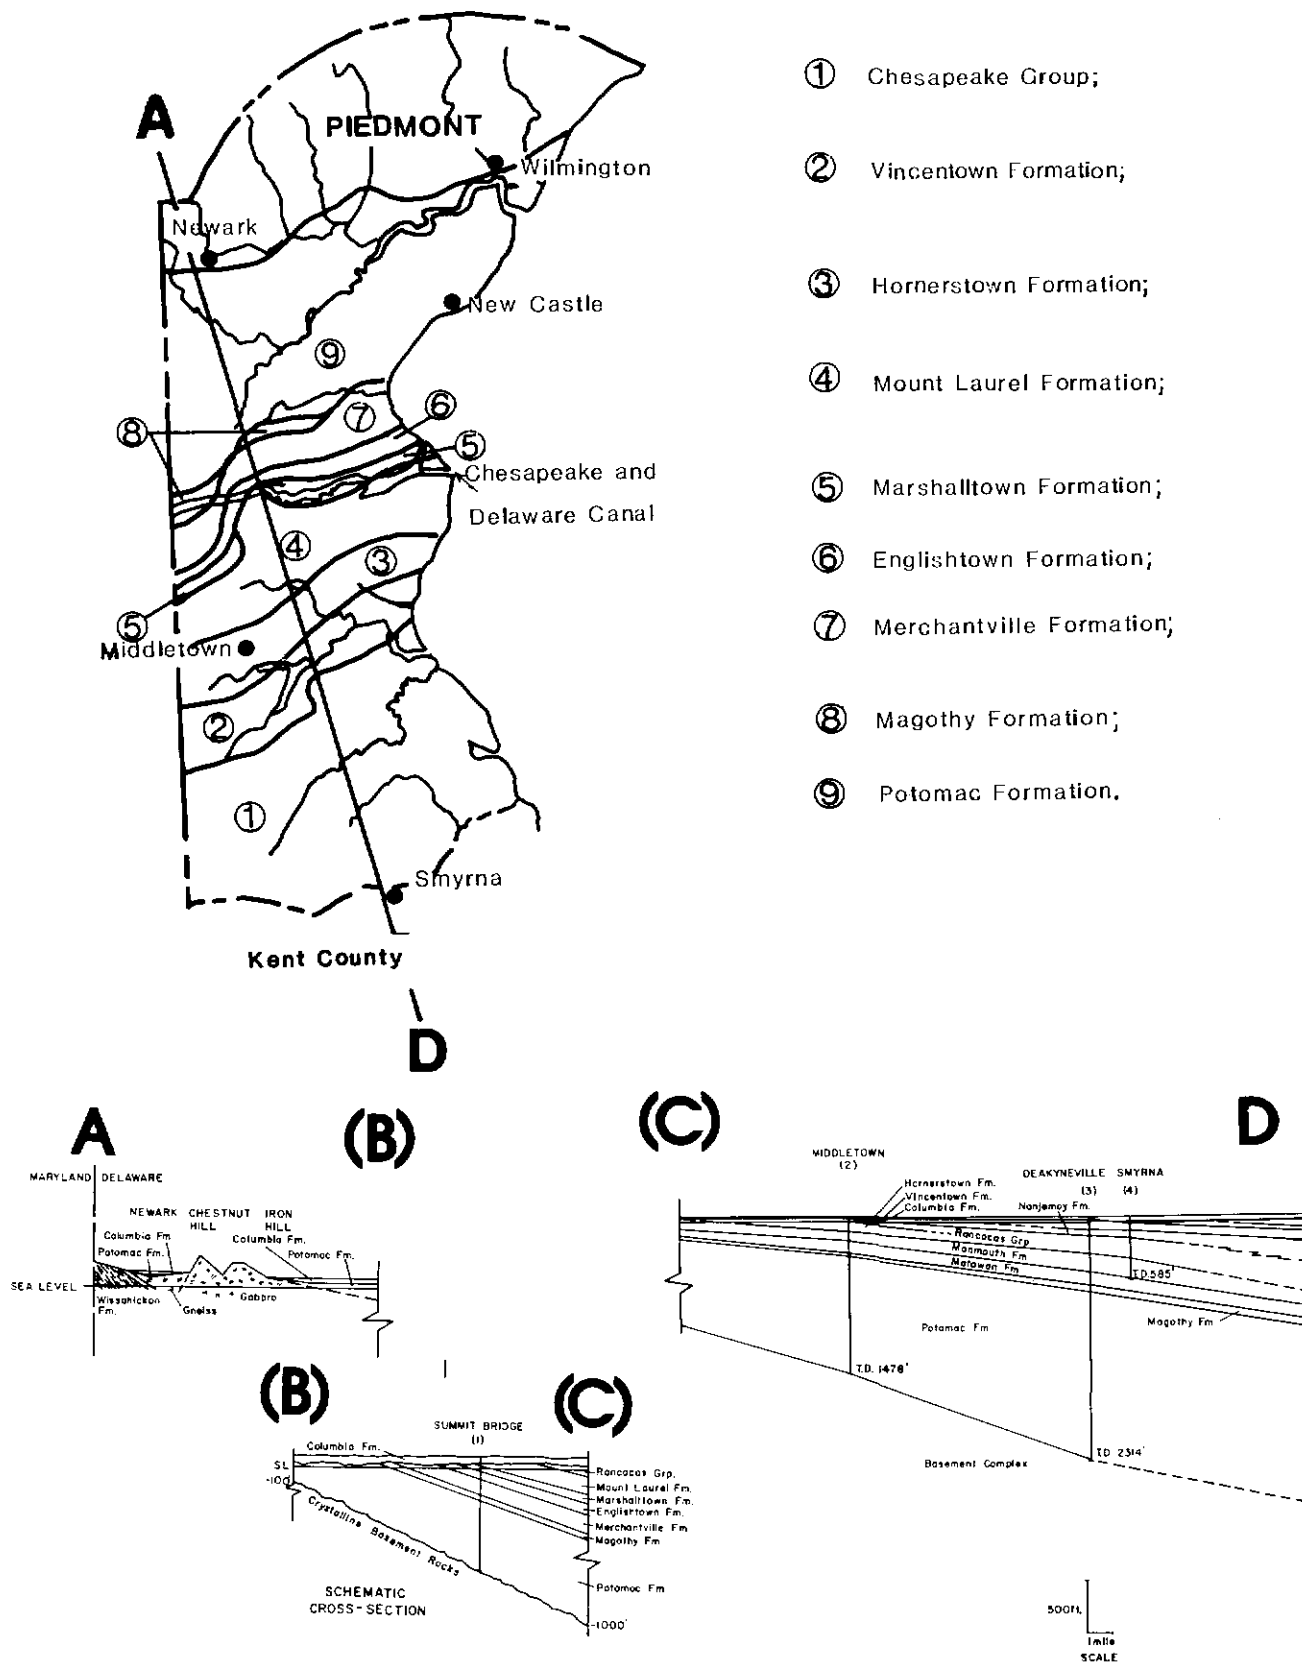 A
PIEDMONT
Wilmington
Newark
New Castle
9
7
6
8
5
Chesapeake and
Delaware Canal
4
3
5
Middletown
2
1
Smyrna
Kent County
D
1 Chesapeake Group;
2 Vincentown Formation;
3 Hornerstown Formation;
4 Mount Laurel Formation;
5 Marshalltown Formation;
6 Englishtown Formation;
7 Merchantville Formation;
8 Magothy Formation;
9 Potomac Formation.
A
(B)
MARYLAND DELAWARE
NEWARK CHESTNUT IRON
HILL HILL
Columbia Fm
Columbia Fm.
Potomac Fm.
Potomac Fm.
SEA LEVEL
Wissahickon
Fm.
Gneiss
Gabbro
(B)
(C)
SUMMIT BRIDGE
(1)
Columbia Fm.
SL
-100'
Rancocas Grp.
Mount Laurel Fm.
Marshalltown Fm.
Englishtown Fm.
Merchantville Fm
Magothy Fm
Crystalline Basement Rocks
Potomac Fm
-1000'
SCHEMATIC
CROSS-SECTION
(C)
D
MIDDLETOWN
(2)
DEAKYNEVILLE SMYRNA
(3) (4)
Hornerstown Fm.
Vincentown Fm.
Columbia Fm.
Nanjemoy Fm.
Rancocas Grp
Monmouth Fm
Matawan Fm
T.D. 585'
Magothy Fm
Potomac Fm
T.D. 1478'
T.D. 2314'
Basement Complex
500Ft.
1mile
SCALE